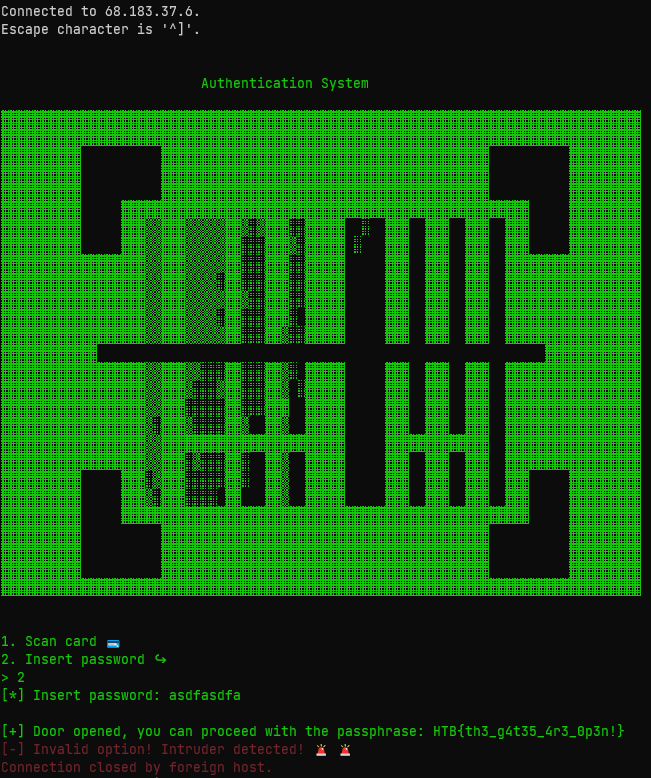 Connected to 68.183.37.6.
Escape character is '^]'.
Authentication System
1. Scan card 💳
2. Insert password ↪
> 2
[*] Insert password: asdfasdfa
[+] Door opened, you can proceed with the passphrase: HTB{th3_g4t35_4r3_0p3n!}
[-] Invalid option! Intruder detected! 🚨 🚨
Connection closed by foreign host.